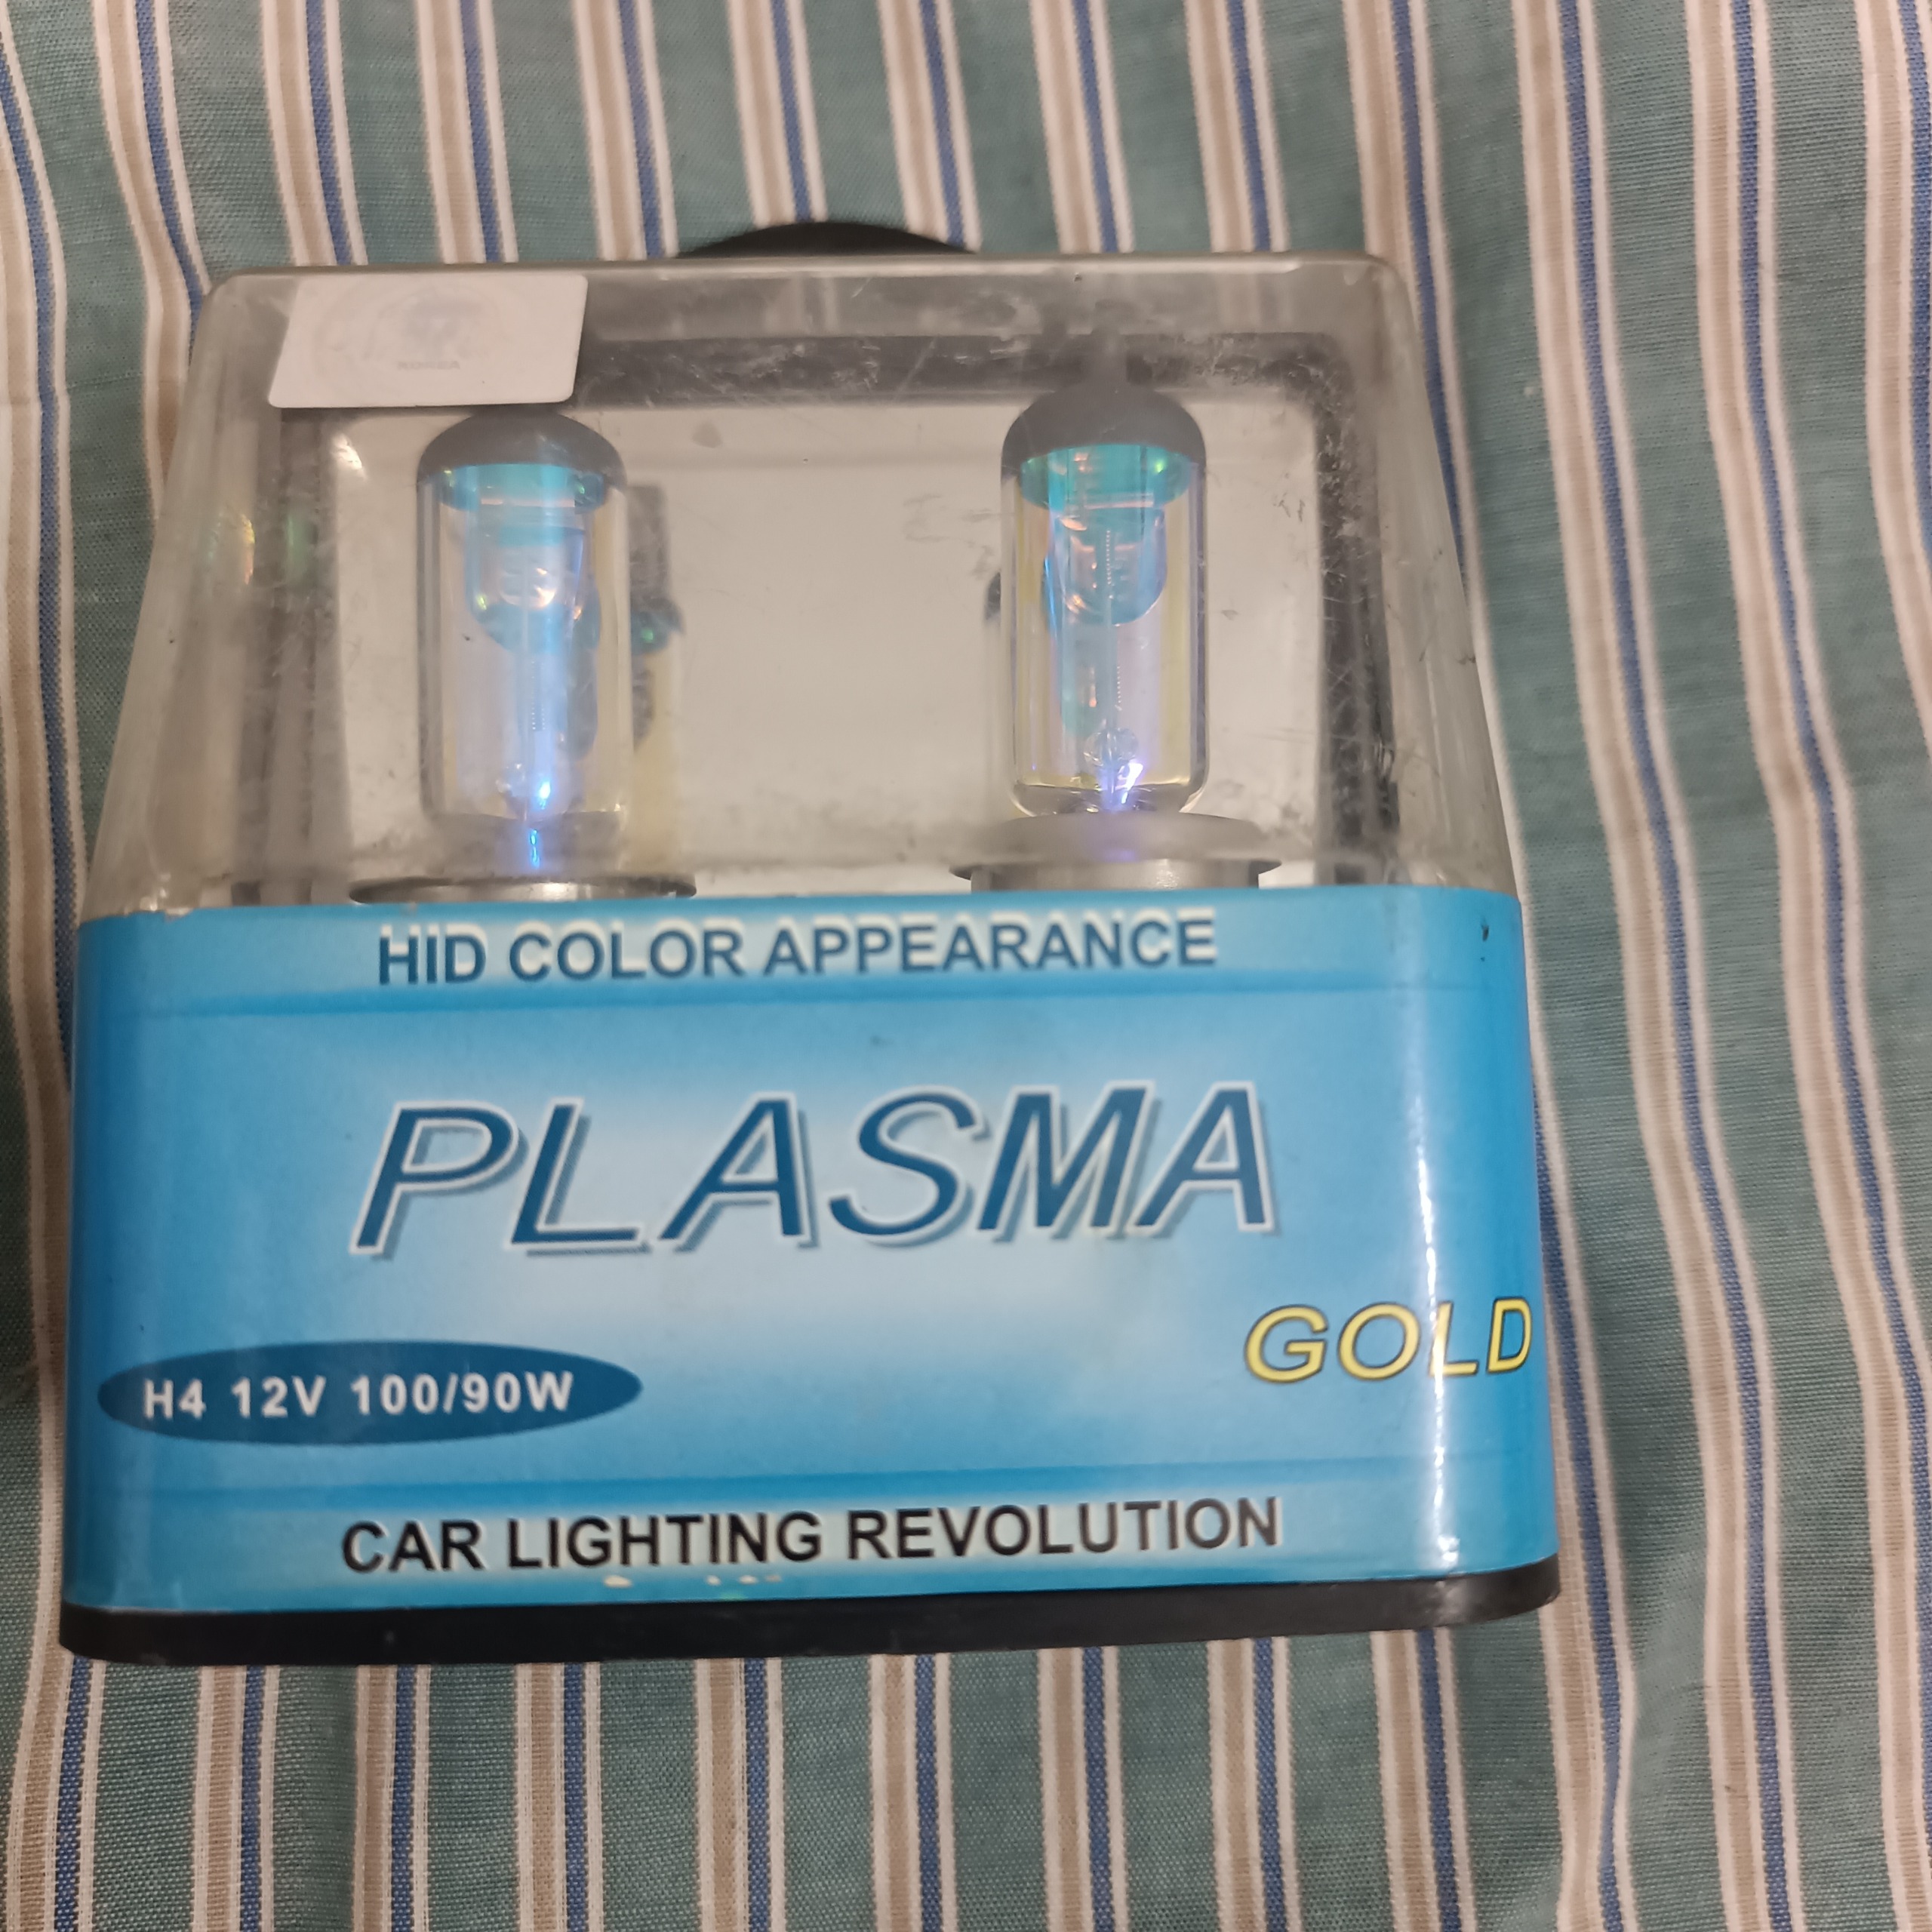 HID COLOR APPEARANCE
PLASMA
GOLD
H4 12V 100/90W
CAR LIGHTING REVOLUTION